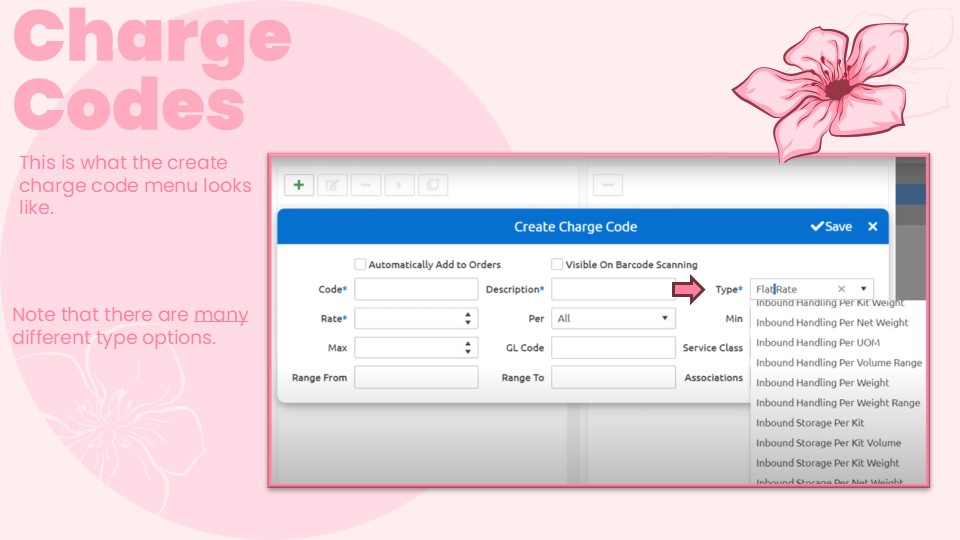 Charge
Codes
This is what the create
charge code menu looks
like.
Note that there are many
different type options.
Create Charge Code
Save
Automatically Add to Orders
Visible On Barcode Scanning
Code*
Description*
Type*
Flat Rate
Rate*
Per
All
Min
Max
GL Code
Service Class
Range From
Range To
Associations
Inbound Handling Per Kit Weight
Inbound Handling Per Net Weight
Inbound Handling Per UOM
Inbound Handling Per Volume Range
Inbound Handling Per Weight
Inbound Handling Per Weight Range
Inbound Storage Per Kit
Inbound Storage Per Kit Volume
Inbound Storage Per Kit Weight
Inbound Storage Per Net Weight